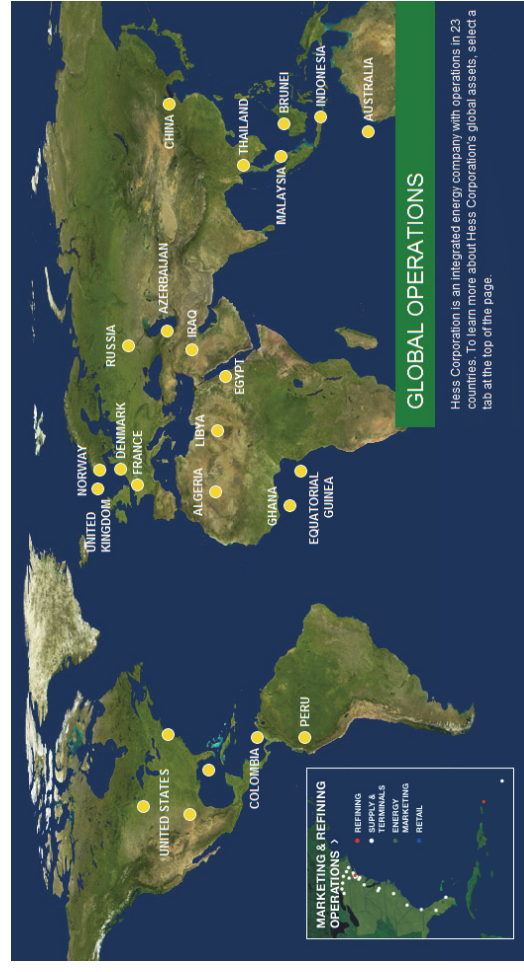 NORWAY
UNITED
KINGDOM
DENMARK
FRANCE
RUSSIA
AZERBAIJAN
IRAQ
CHINA
THAILAND
MALAYSIA
BRUNEI
INDONESIA
AUSTRALIA
ALGERIA
LIBYA
EGYPT
GHANA
EQUATORIAL
GUINEA
UNITED STATES
COLOMBIA
PERU
MARKETING & REFINING
OPERATIONS >
REFINING
SUPPLY &
TERMINALS
ENERGY
MARKETING
RETAIL
GLOBAL OPERATIONS
Hess Corporation is an integrated energy company with operations in 23
countries. To learn more about Hess Corporation's global assets, select a
tab at the top of the page.